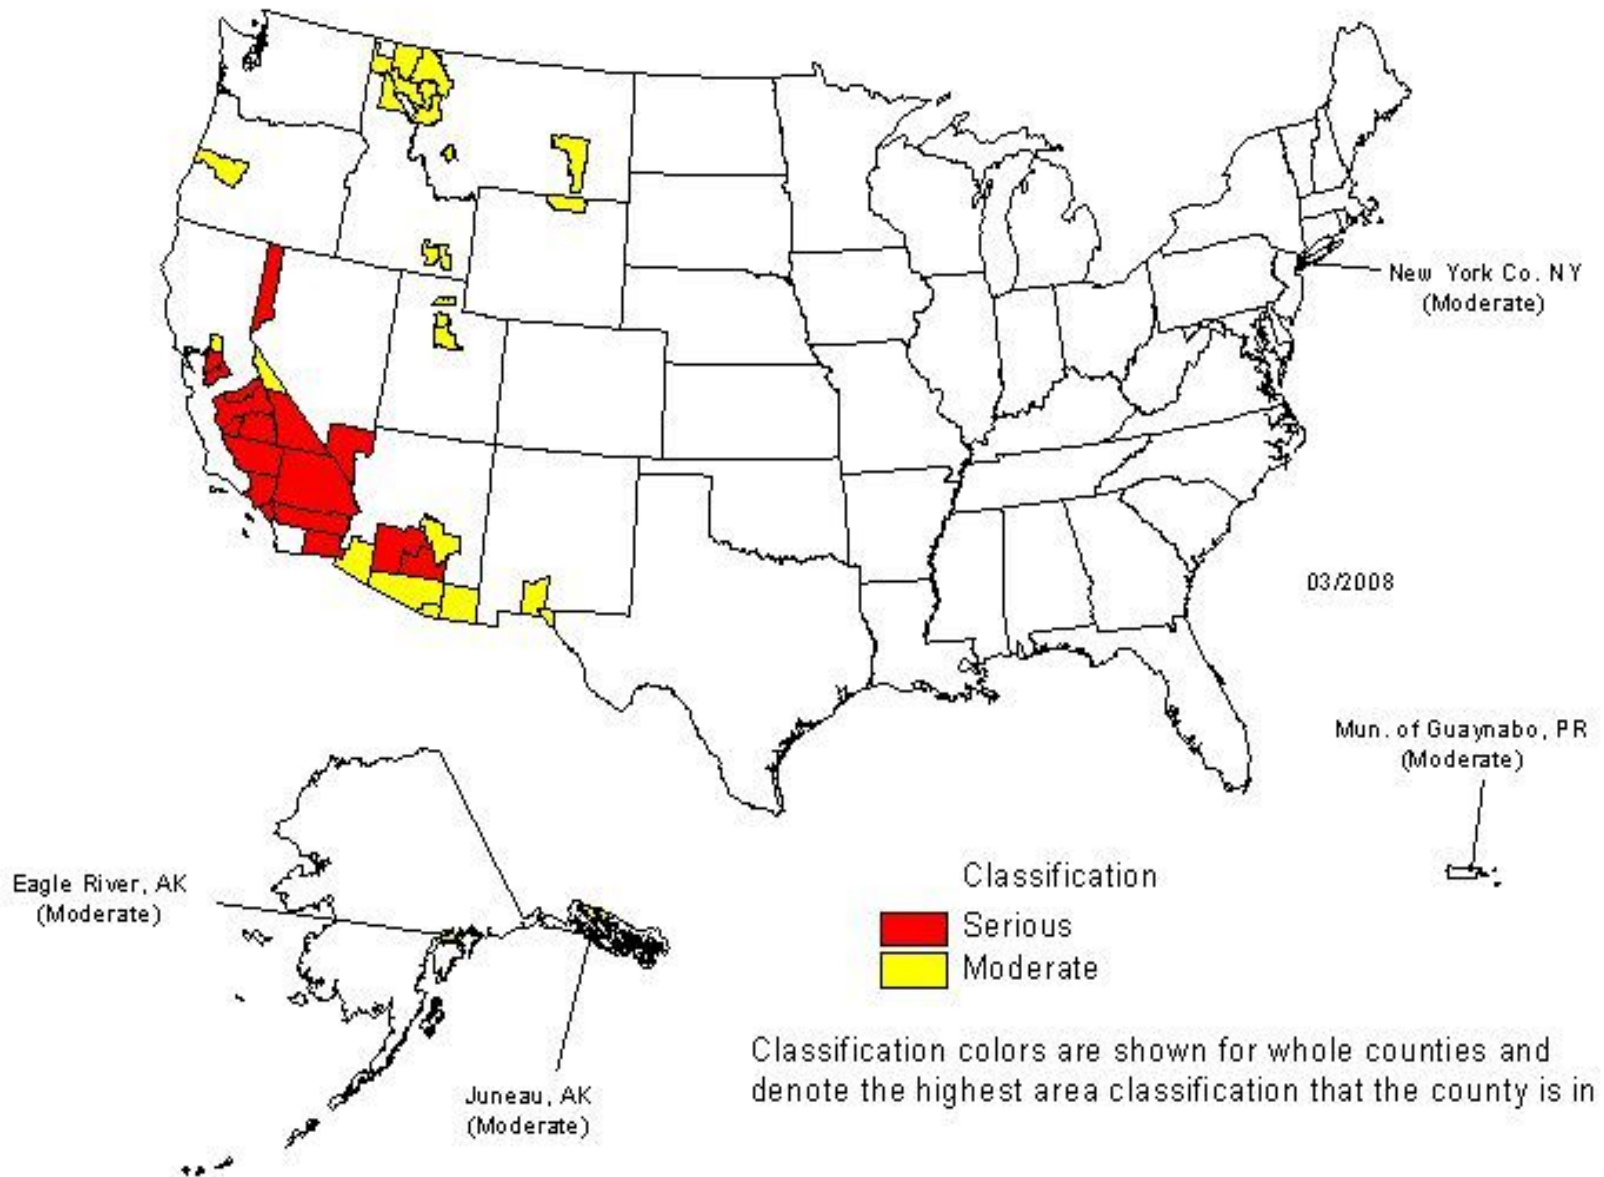 New York Co. NY
(Moderate)
03/2008
Mun. of Guaynabo, PR
(Moderate)
Eagle River, AK
(Moderate)
Classification
Serious
Moderate
Juneau, AK
(Moderate)
Classification colors are shown for whole counties and
denote the highest area classification that the county is in